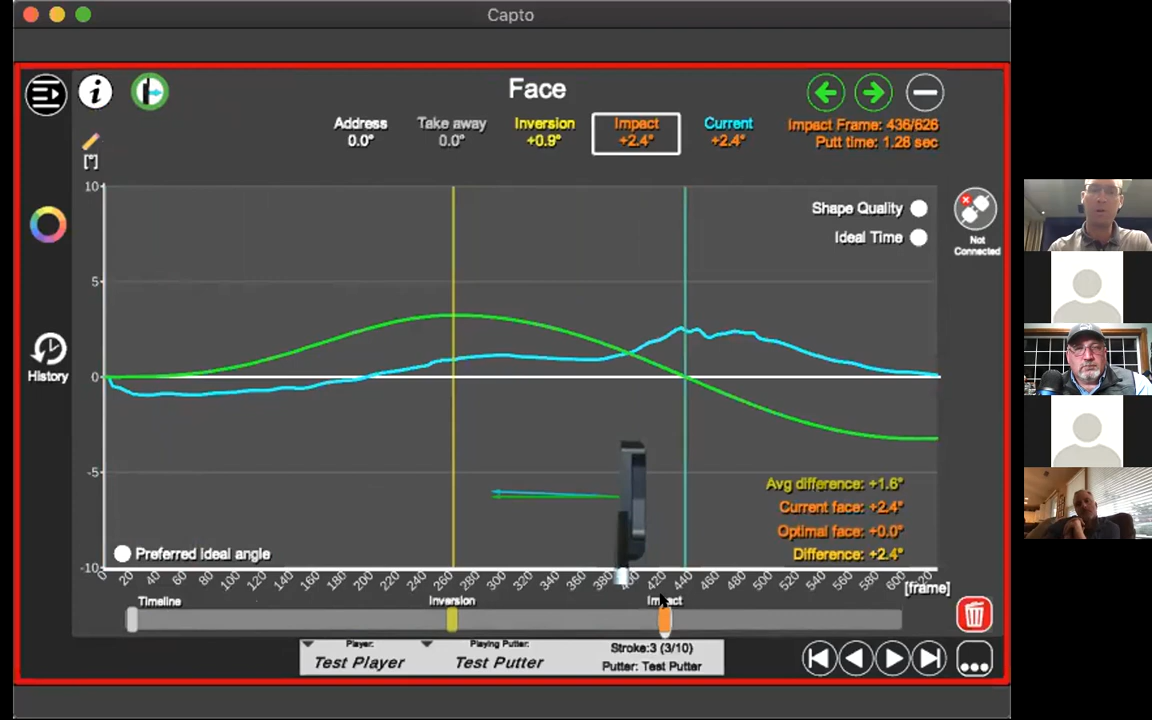 Capto
Face
Address
0.0°
Take away
0.0°
Inversion
+0.9°
Impact
+2.4°
Current
+2.4°
Impact Frame: 436/626
Putt time: 1.28 sec
[°]
10
5
0
-5
-10
Shape Quality
Ideal Time
Not
Connected
History
Avg difference: +1.6°
Current face: +2.4°
Optimal face: +0.0°
Difference: +2.4°
Preferred ideal angle
0 20 40 60 80 100 120 140 160 180 200 220 240 260 280 300 320 340 360 380 400 420 440 460 480 500 520 540 560 580 600
[frame]
Timeline
Inversion
Player:
Test Player
Playing Putter:
Test Putter
Stroke:3 (3/10)
Putter: Test Putter